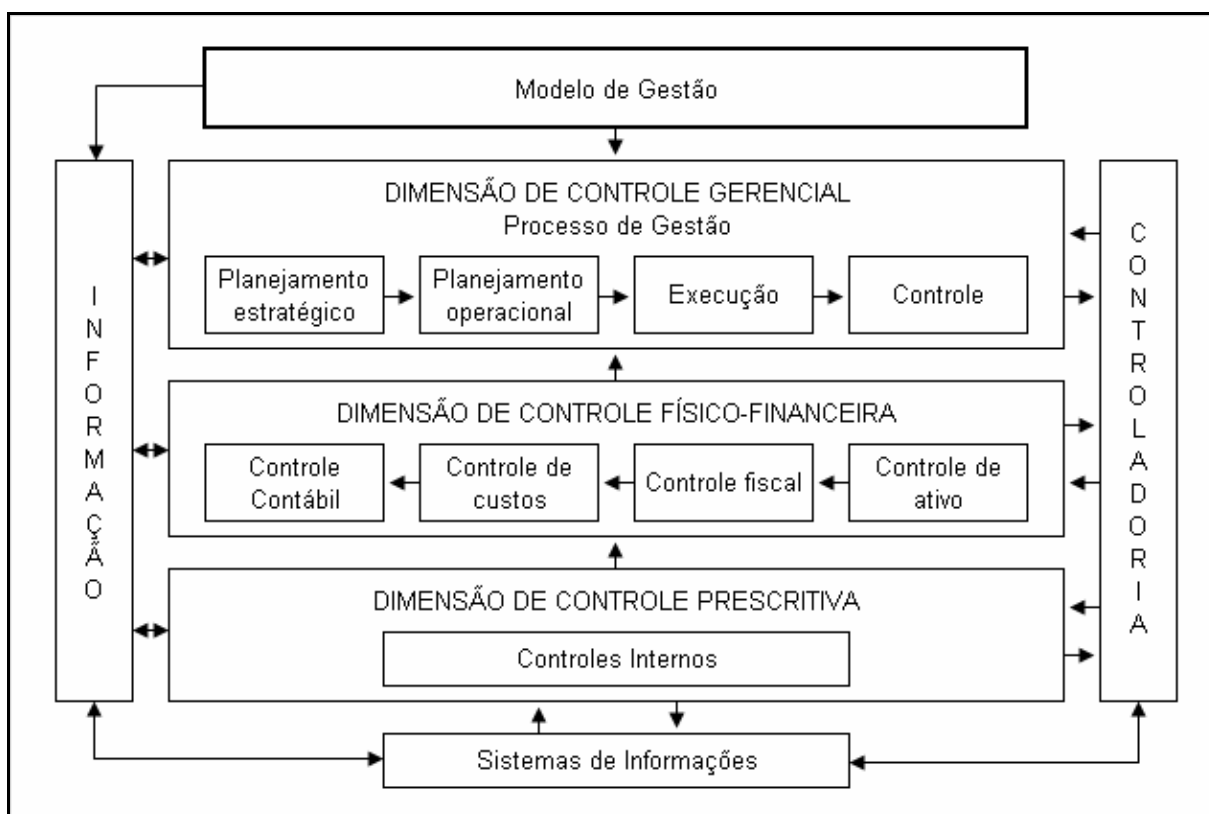 Modelo de Gestão
DIMENSÃO DE CONTROLE GERENCIAL
Processo de Gestão
Planejamento
estratégico
Planejamento
operacional
Execução
Controle
DIMENSÃO DE CONTROLE FÍSICO-FINANCEIRA
Controle
Contábil
Controle de
custos
Controle fiscal
Controle de
ativo
DIMENSÃO DE CONTROLE PRESCRITIVA
Controles Internos
Sistemas de Informações
INFORMAÇÃO
CONTROLADORIA